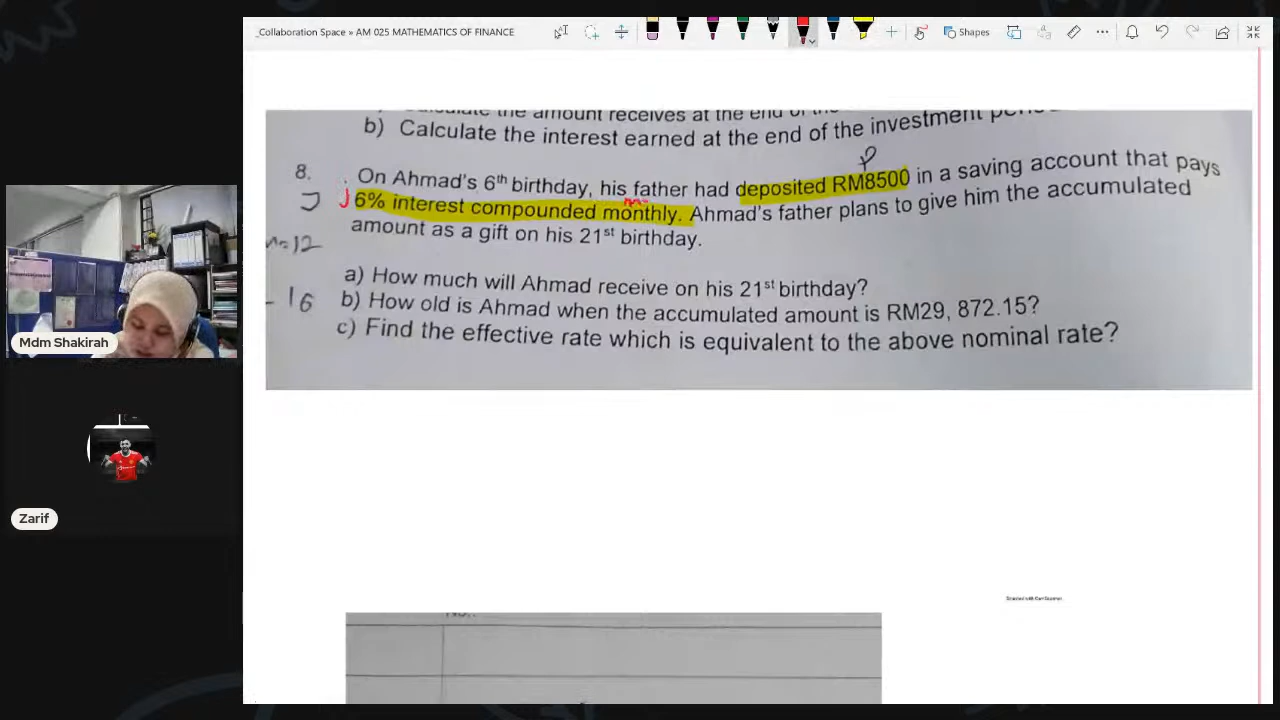 _Collaboration Space » AM 025 MATHEMATICS OF FINANCE
Shapes
b) Calculate the interest earned at the end of the investment
P
8. On Ahmad's 6th birthday, his father had deposited RM8500 in a saving account that pays
j 6% interest compounded monthly. Ahmad's father plans to give him the accumulated
amount as a gift on his 21st birthday.
m=12
- 16
a) How much will Ahmad receive on his 21st birthday?
b) How old is Ahmad when the accumulated amount is RM29, 872.15?
c) Find the effective rate which is equivalent to the above nominal rate?
Mdm Shakirah
Zarif
Scanned with CamScanner